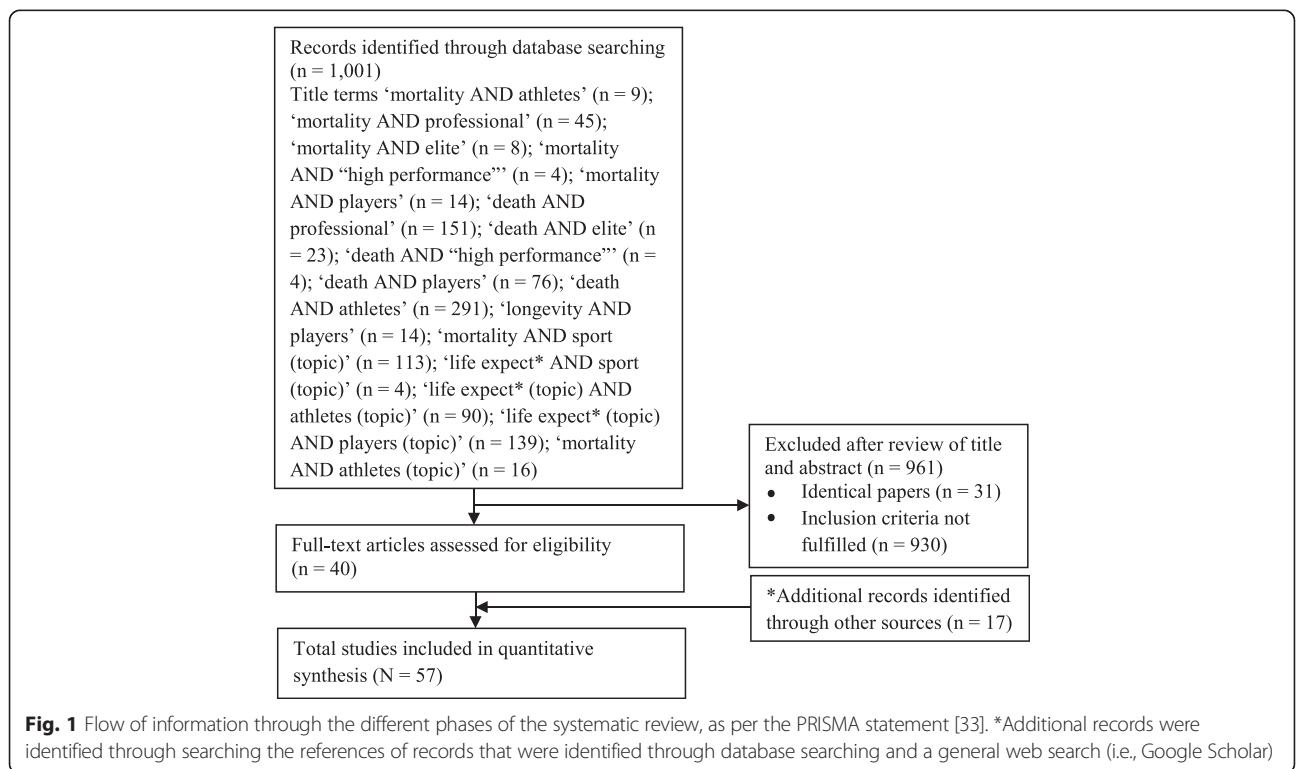 Records identified through database searching
(n = 1,001)
Title terms ‘mortality AND athletes’ (n = 9);
‘mortality AND professional’ (n = 45);
‘mortality AND elite’ (n = 8); ‘mortality
AND “high performance”’ (n = 4); ‘mortality
AND players’ (n = 14); ‘death AND
professional’ (n = 151); ‘death AND elite’ (n
= 23); ‘death AND “high performance”’ (n =
4); ‘death AND players’ (n = 76); ‘death
AND athletes’ (n = 291); ‘longevity AND
players’ (n = 14); ‘mortality AND sport
(topic)’ (n = 113); ‘life expect* AND sport
(topic)’ (n = 4); ‘life expect* (topic) AND
athletes (topic)’ (n = 90); ‘life expect* (topic)
AND players (topic)’ (n = 139); ‘mortality
AND athletes (topic)’ (n = 16)
Excluded after review of title
and abstract (n = 961)
• Identical papers (n = 31)
• Inclusion criteria not
fulfilled (n = 930)
Full-text articles assessed for eligibility
(n = 40)
*Additional records identified
through other sources (n = 17)
Total studies included in quantitative
synthesis (N = 57)
Fig. 1 Flow of information through the different phases of the systematic review, as per the PRISMA statement [33]. *Additional records were
identified through searching the references of records that were identified through database searching and a general web search (i.e., Google Scholar)